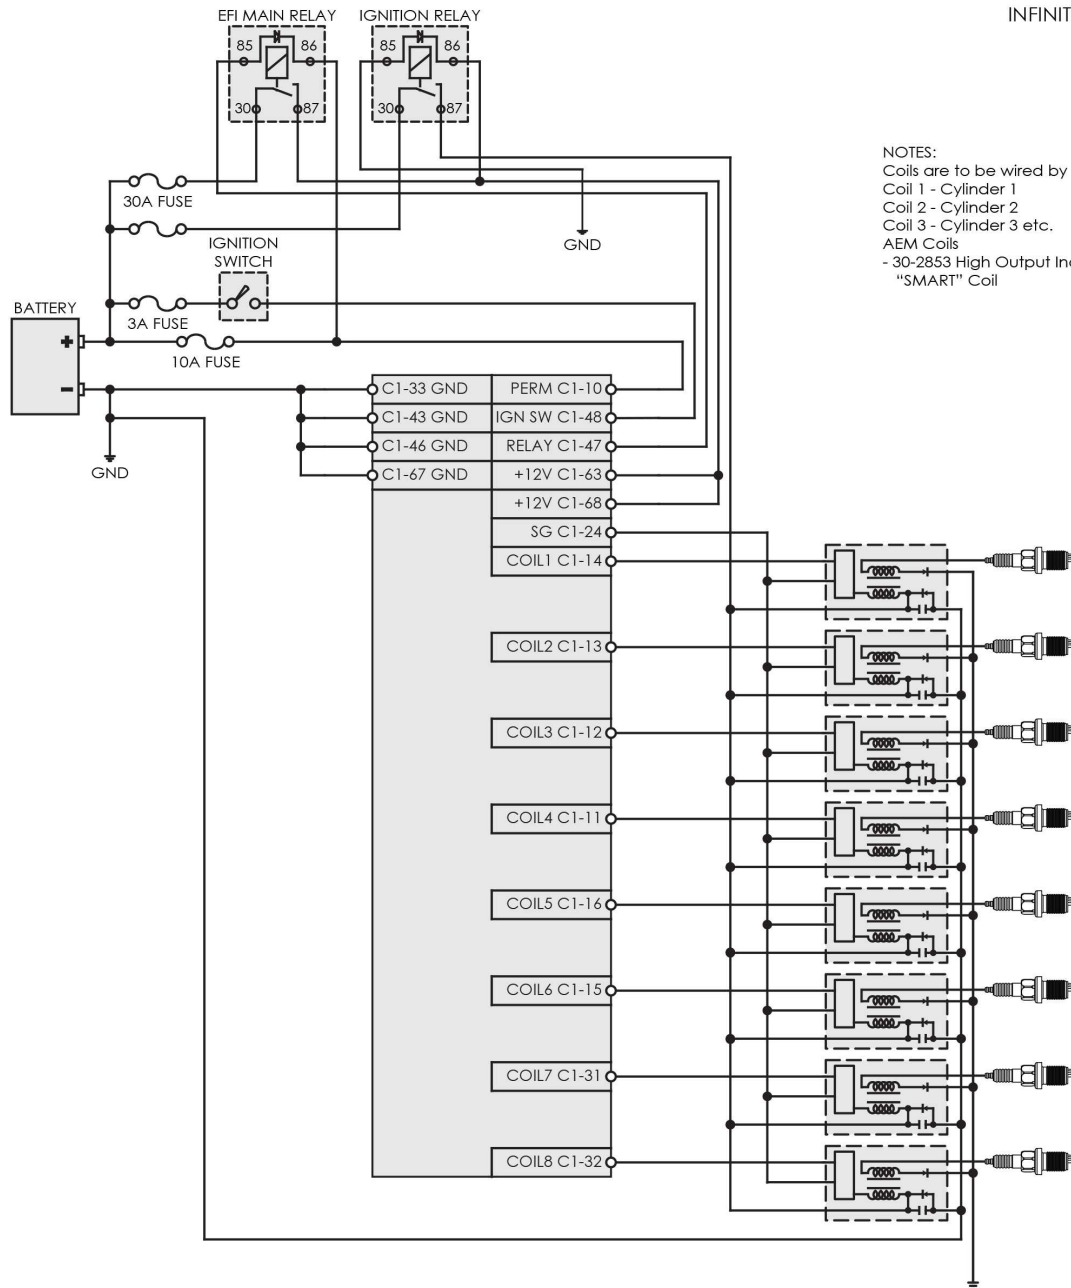 EFI MAIN RELAY
IGNITION RELAY
INFINIT
85
86
85
86
30
87
30
87
NOTES:
Coils are to be wired by
Coil 1 - Cylinder 1
Coil 2 - Cylinder 2
Coil 3 - Cylinder 3 etc.
AEM Coils
- 30-2853 High Output Ind
"SMART" Coil
30A FUSE
GND
IGNITION
SWITCH
BATTERY
3A FUSE
10A FUSE
+
-
GND
C1-33 GND
PERM C1-10
C1-43 GND
IGN SW C1-48
C1-46 GND
RELAY C1-47
C1-67 GND
+12V C1-63
+12V C1-68
SG C1-24
COIL1 C1-14
COIL2 C1-13
COIL3 C1-12
COIL4 C1-11
COIL5 C1-16
COIL6 C1-15
COIL7 C1-31
COIL8 C1-32